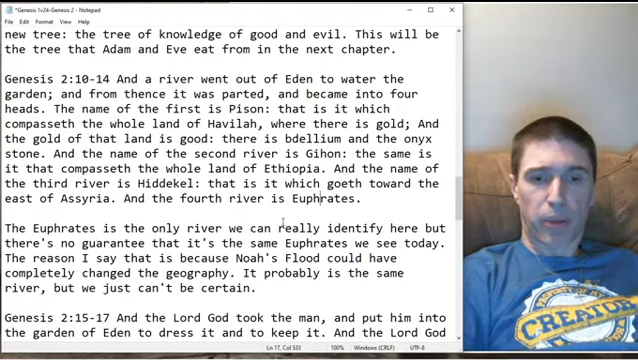 *Genesis 1v24-Genesis 2 - Notepad
File Edit Format View Help
new tree: the tree of knowledge of good and evil. This will be
the tree that Adam and Eve eat from in the next chapter.
Genesis 2:10-14 And a river went out of Eden to water the
garden; and from thence it was parted, and became into four
heads. The name of the first is Pison: that is it which
compasseth the whole land of Havilah, where there is gold; And
the gold of that land is good: there is bdellium and the onyx
stone. And the name of the second river is Gihon: the same is
it that compasseth the whole land of Ethiopia. And the name of
the third river is Hiddekel: that is it which goeth toward the
east of Assyria. And the fourth river is Euphrates.
The Euphrates is the only river we can really identify here but
there's no guarantee that it's the same Euphrates we see today.
The reason I say that is because Noah's Flood could have
completely changed the geography. It probably is the same
river, but we just can't be certain.
Genesis 2:15-17 And the Lord God took the man, and put him into
the garden of Eden to dress it and to keep it. And the Lord God
Ln 17, Col 533 100% Windows (CRLF) UTF-8
CREATOR